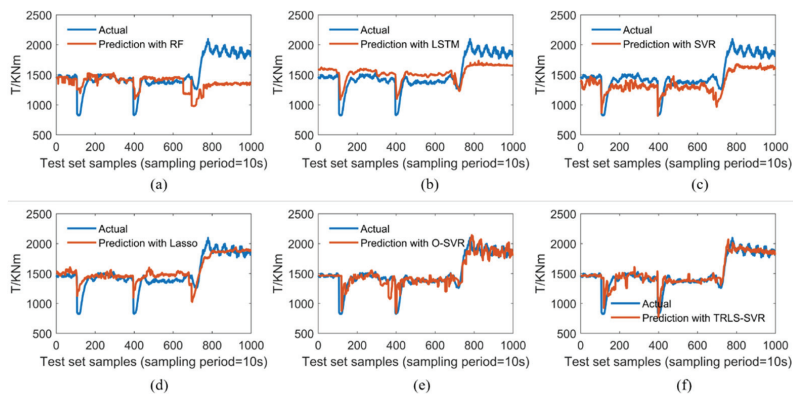 2500
2000
1500
1000
500
T/KNm
Actual
Prediction with RF
0 200 400 600 800 1000
Test set samples (sampling period=10s)
(a)
2500
2000
1500
1000
500
T/KNm
Actual
Prediction with LSTM
0 200 400 600 800 1000
Test set samples (sampling period=10s)
(b)
2500
2000
1500
1000
500
T/KNm
Actual
Prediction with SVR
0 200 400 600 800 1000
Test set samples (sampling period=10s)
(c)
2500
2000
1500
1000
500
T/KNm
Actual
Prediction with Lasso
0 200 400 600 800 1000
Test set samples (sampling period=10s)
(d)
2500
2000
1500
1000
500
T/KNm
Actual
Prediction with O-SVR
0 200 400 600 800 1000
Test set samples (sampling period=10s)
(e)
2500
2000
1500
1000
500
T/KNm
Actual
Prediction with TRLS-SVR
0 200 400 600 800 1000
Test set samples (sampling period=10s)
(f)